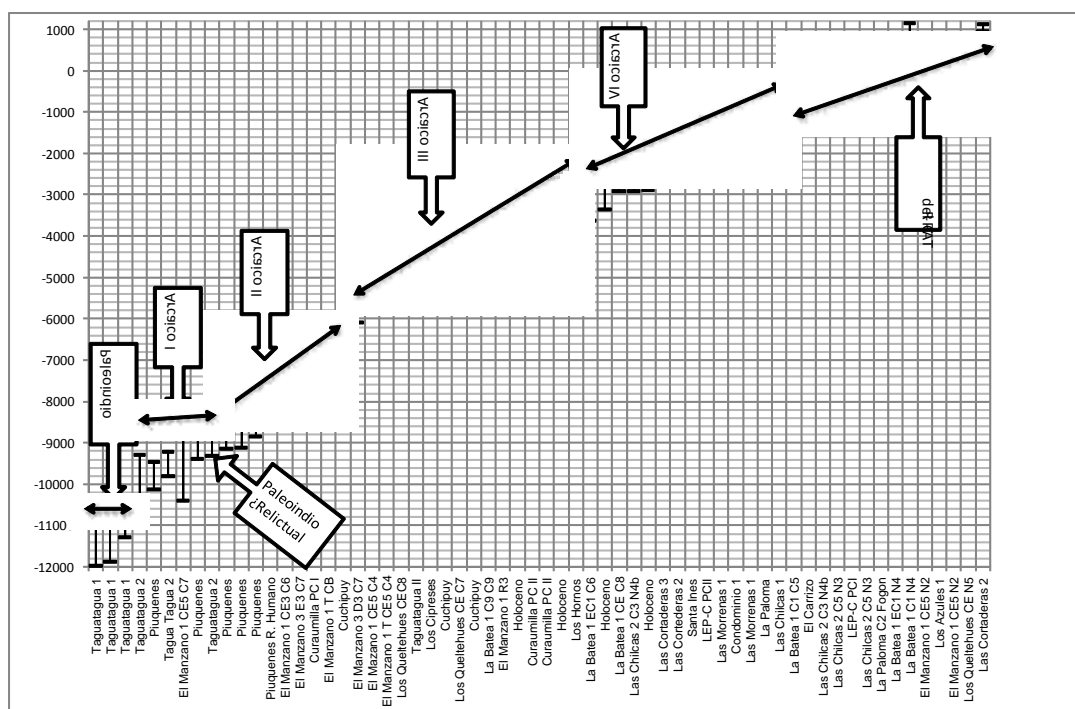 1000
0
-1000
-2000
-3000
-4000
-5000
-6000
-7000
-8000
-9000
-10000
-11000
-12000
Paleoindio
Arcaico I
Arcaico II
Arcaico III
Arcaico IV
Paleoindio
¿Relictual
Taguatagua 1
Taguatagua 1
Taguatagua 1
Taguatagua 2
Piuquenes
Tagua Tagua 2
El Manzano 1 CE5 C7
Piuquenes
Taguatagua 2
Piuquenes
Piuquenes
Piuquenes
Piuquenes R. Humano
El Manzano 1 CE3 C6
El Manzano 3 E3 C7
Curaumilla PC I
El Manzano 1 T CB
Cuchipuy
El Manzano 3 D3 C7
El Mazano 1 CE5 C4
El Mnzano 1 T CE5 C4
Los Queltehues CEC8
Taguatagua II
Los Cipreses
Cuchipuy
Los Queltehues CE C7
Cuchipuy
La Batea 1 C9 C9
El Manzano 1 R3
Holoceno
Curaumilla PC II
Curaumilla PC II
Holoceno
Los Hornos
La Batea 1 EC1 C6
Holoceno
La Batea 1 CE C8
Las Chilcas 2 C3 N4b
Holoceno
Las Cortaderas 3
Las Cortederas 2
Santa Ines
LEP-C PCII
Las Morrenas 1
Condominio 1
Las Morrenas 1
La Paloma
Las Chilcas 1
La Batea 1 C1 C5
El Carrizo
Las Chilcas 2 C3 N4b
Las Chilcas 2 C5 N3
LEP-C PCI
Las Chilcas 2 C5 N3
La Paloma C2 Fogon
La Batea 1 EC1 N4
La Batea 1 C1 N4
El Manzano 1 CE5 N2
Los Azules 1
El Manzano 1 CE5 N2
Los Queltehues CE N5
Las Cortaderas 2